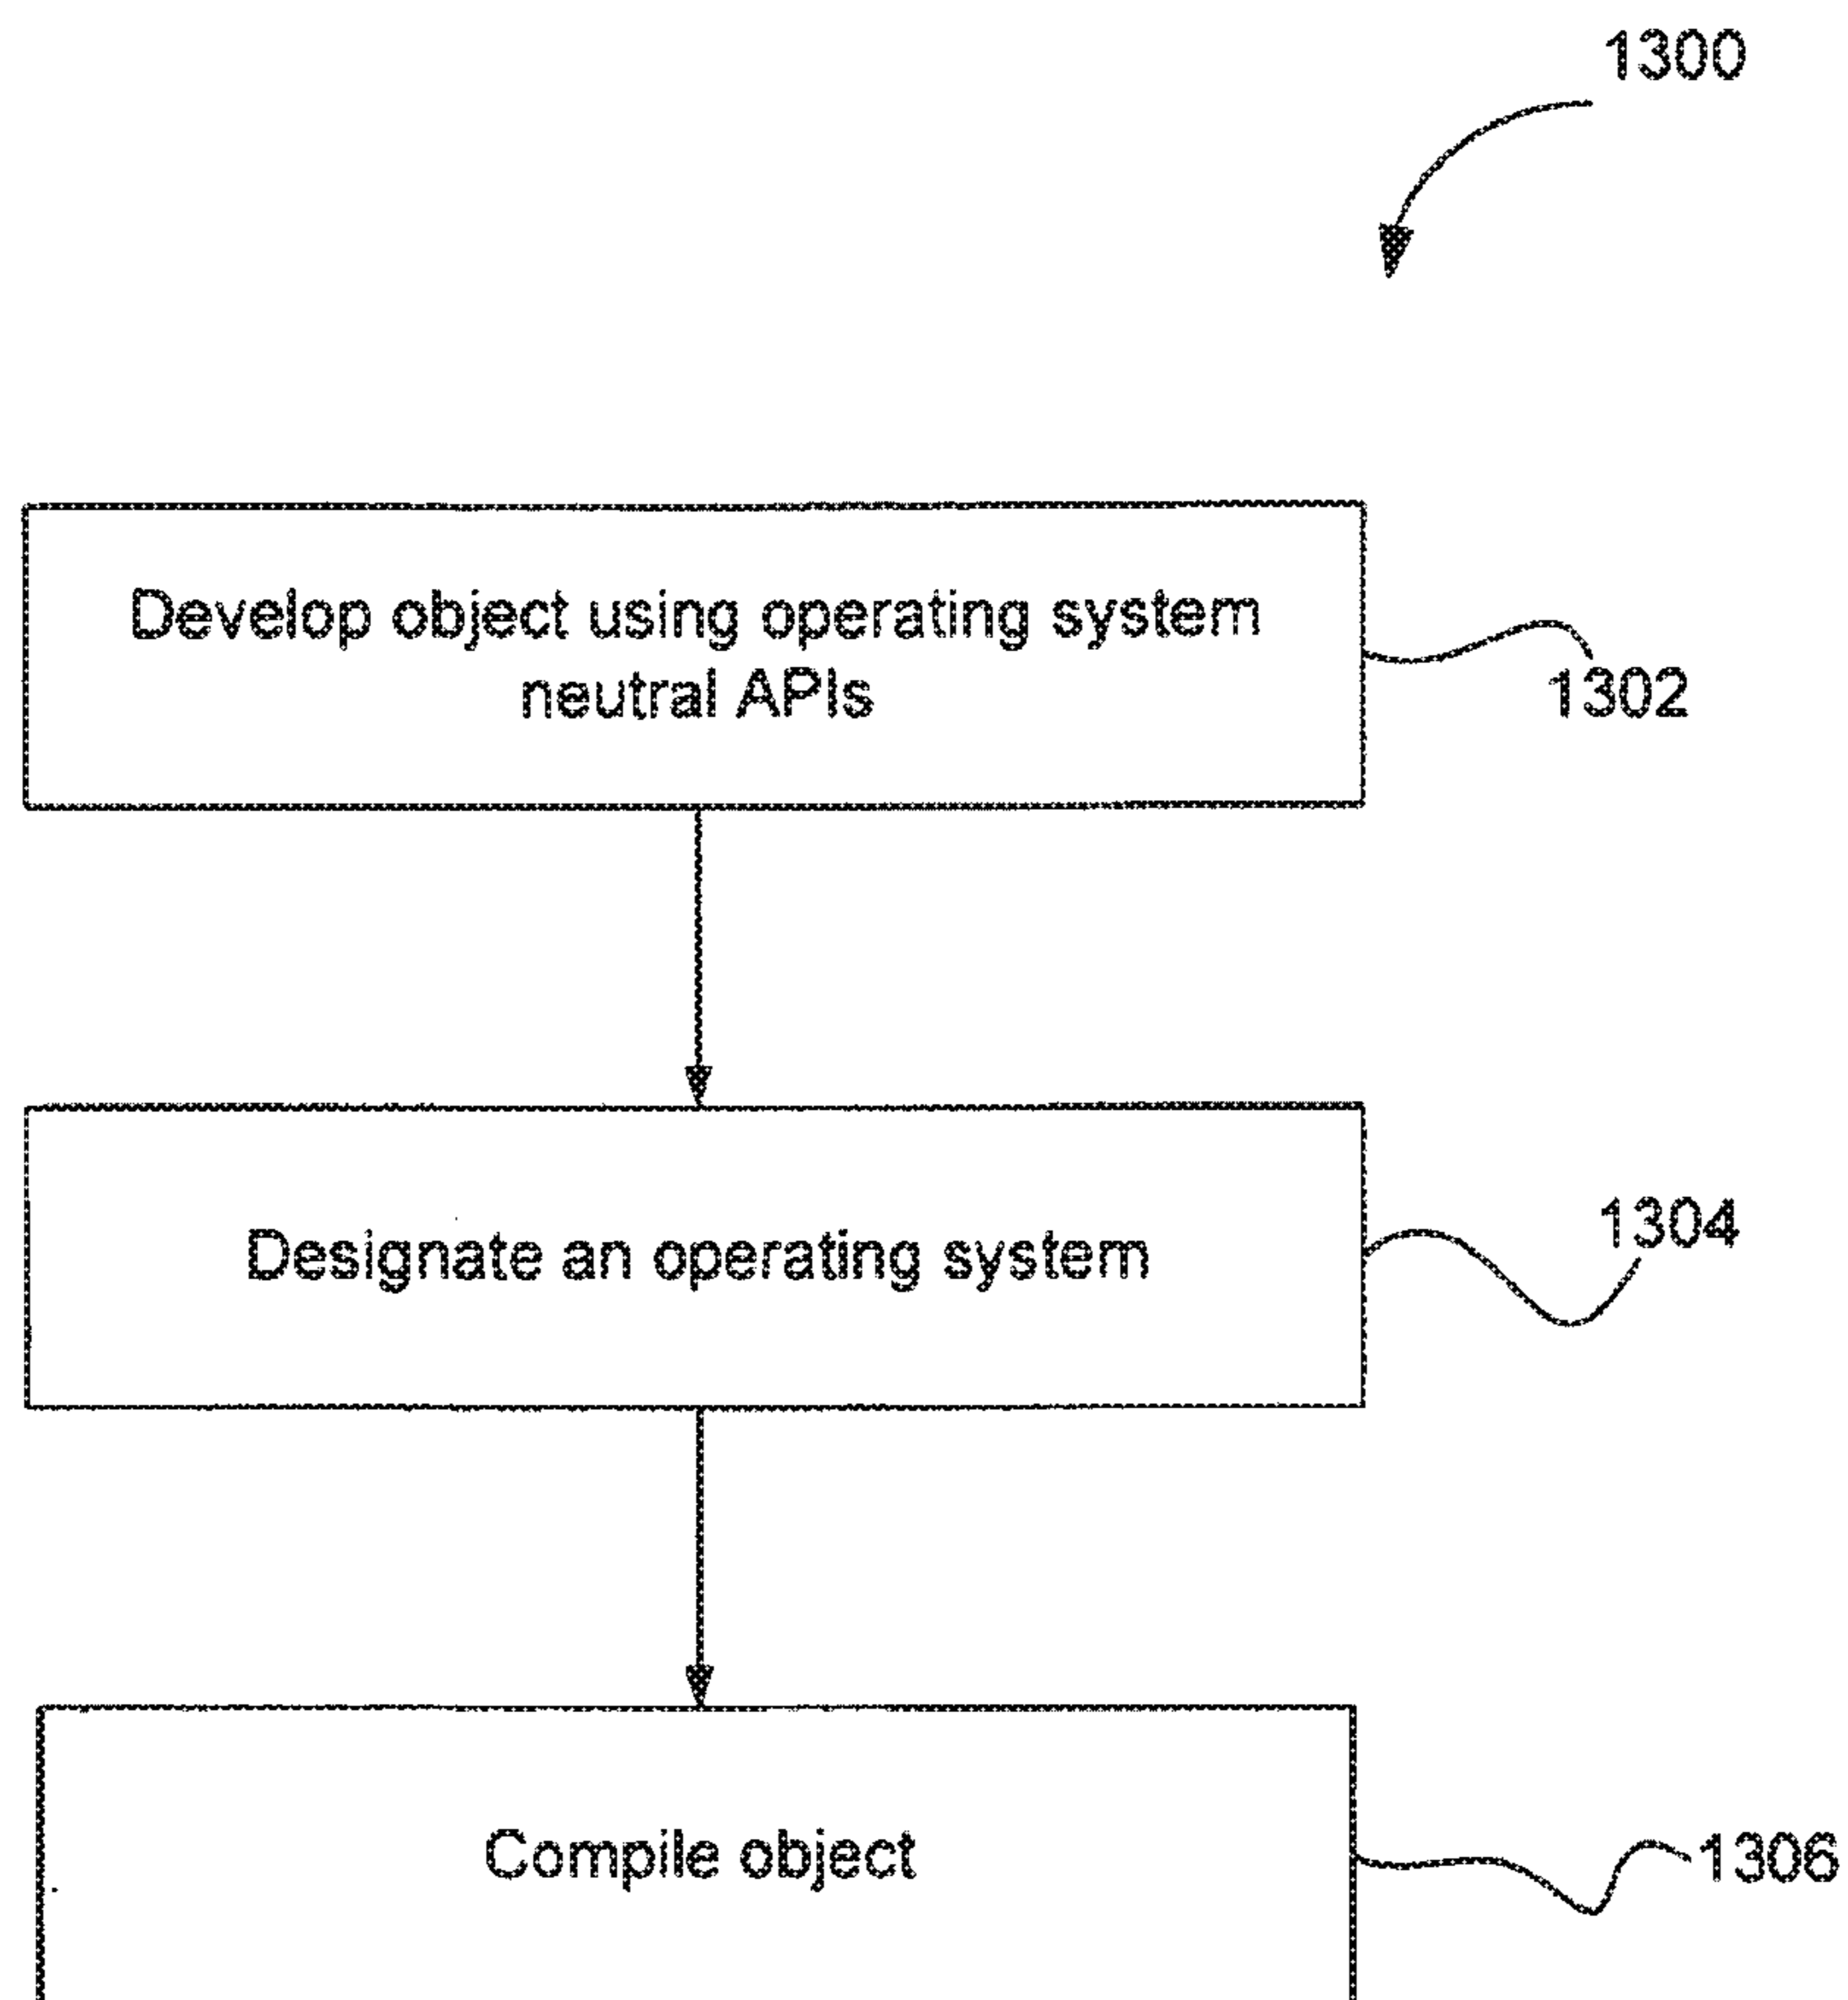 1300
Develop object using operating system
neutral APIs
1302
Designate an operating system
1304
Compile object
1306